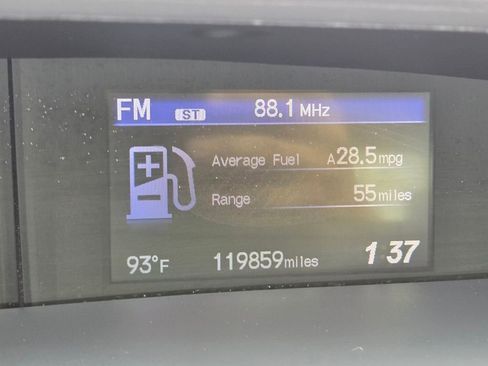 FM ST 88.1 MHz
Average Fuel A28.5mpg
Range 55miles
93°F 119859miles 1:37